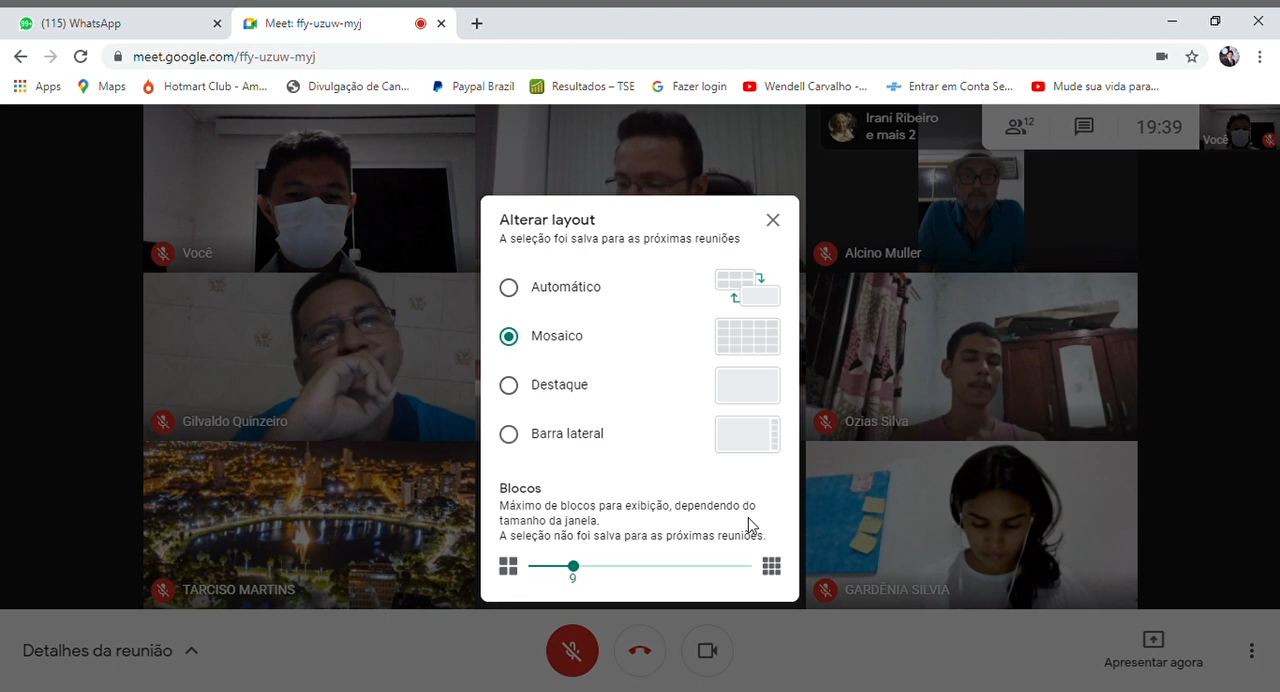 99+
(115) WhatsApp
Meet: ffy-uzuw-myj
meet.google.com/ffy-uzuw-myj
Apps
Maps
Hotmart Club - Am...
Divulgação de Can...
Paypal Brazil
Resultados – TSE
Fazer login
Wendell Carvalho -...
Entrar em Conta Se...
Mude sua vida para...
Iraní Ribeiro
e mais 2
12
19:39
Você
Você
Alcino Muller
Alterar layout
A seleção foi salva para as próximas reuniões
Automático
Mosaico
Destaque
Barra lateral
Gilvaldo Quinzeiro
Ozias Silva
Blocos
Máximo de blocos para exibição, dependendo do
tamanho da janela.
A seleção não foi salva para as próximas reuniões.
9
TARCISO MARTINS
GARDÊNIA SILVIA
Detalhes da reunião
Apresentar agora